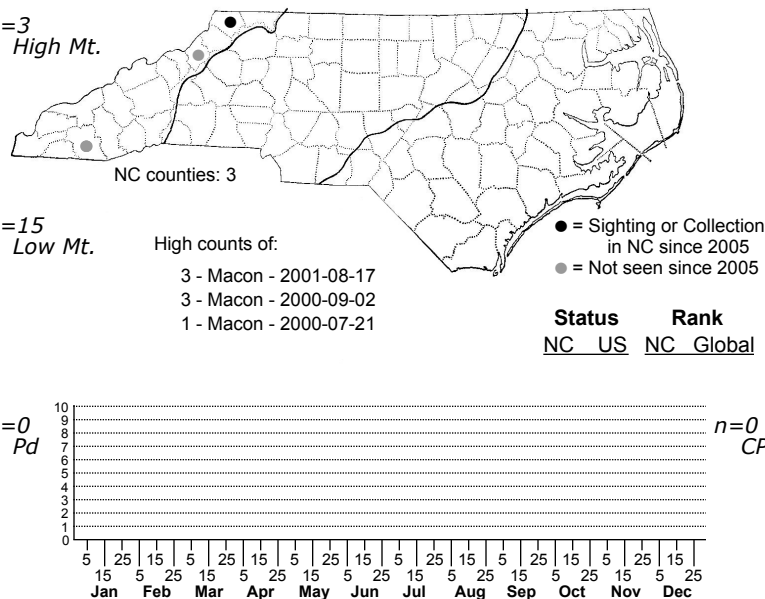 =3
High Mt.
NC counties: 3
=15
Low Mt.
High counts of:
3 - Macon - 2001-08-17
3 - Macon - 2000-09-02
1 - Macon - 2000-07-21
● = Sighting or Collection
in NC since 2005
● = Not seen since 2005
Status Rank
NC US NC Global
=0
Pd
n=0
CP
10
9
8
7
6
5
4
3
2
1
0
5 25 15 5 25 15 5 25 15 5 25 15 5 25 15 5 25 15
15 5 25 15 5 25 15 5 25 15 5 25 15 5 25 15 5 25
Jan Feb Mar Apr May Jun Jul Aug Sep Oct Nov Dec